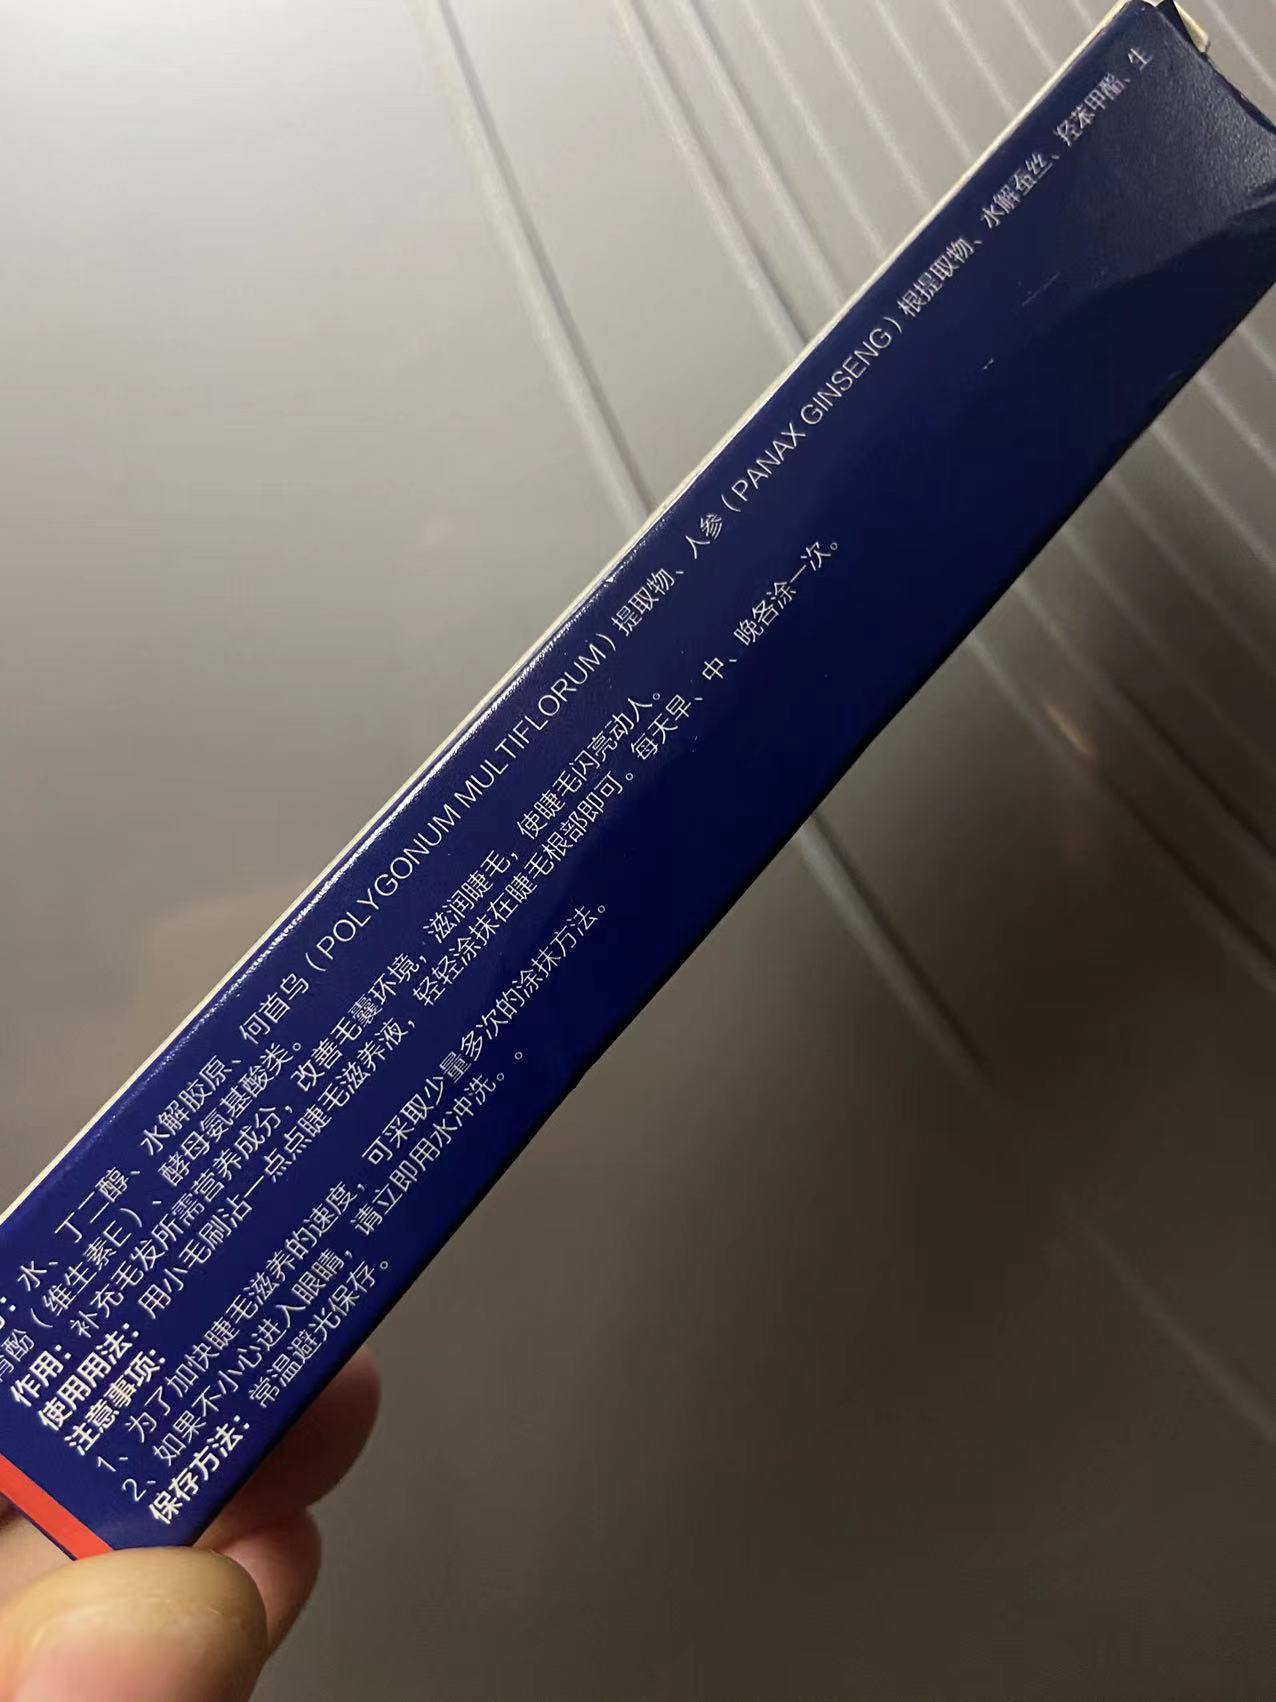 ：水、丁二醇、水解胶原、何首乌（POLYGONUM MULTIFLORUM）提取物、人参（PANAX GINSENG）根提取物、水解蚕丝、羟苯甲酯、生
酚（维生素E）、酵母氨基酸类。
作用：补充毛发所需营养成分，改善毛囊环境，滋润睫毛，使睫毛闪亮动人。
使用用法：用小毛刷沾一点点睫毛滋养液，轻轻涂抹在睫毛根部即可。每天早、中、晚各涂一次。
注意事项：
1、为了加快睫毛滋养的速度，可采取少量多次的涂抹方法。
2、如果不小心进入眼睛，请立即用水冲洗。。
保存方法：常温避光保存。